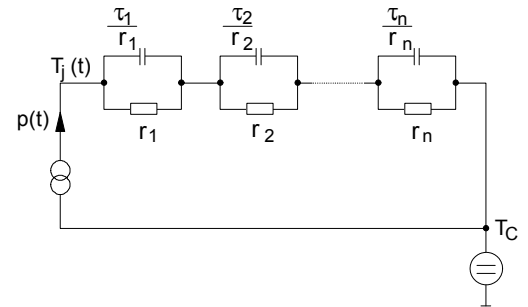 τ1 τ2 τn
r1 r2 rn
Tj (t)
p(t)
r1 r2 rn
TC